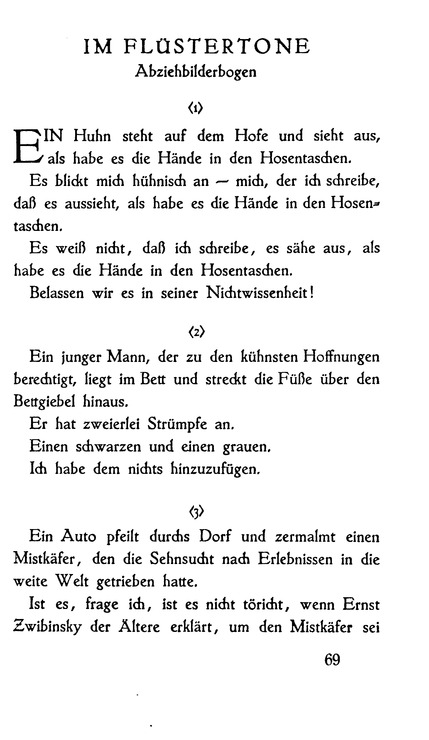 IM FLÜSTERTONE
Abziehbilderbogen
⟨1⟩
EIN Huhn steht auf dem Hofe und sieht aus,
als habe es die Hände in den Hosentaschen.
Es blickt mich hühnisch an — mich, der ich schreibe,
daß es aussieht, als habe es die Hände in den Hosen-
taschen.
Es weiß nicht, daß ich schreibe, es sähe aus, als
habe es die Hände in den Hosentaschen.
Belassen wir es in seiner Nichtwissenheit!
⟨2⟩
Ein junger Mann, der zu den kühnsten Hoffnungen
berechtigt, liegt im Bett und streckt die Füße über den
Bettgiebel hinaus.
Er hat zweierlei Strümpfe an.
Einen schwarzen und einen grauen.
Ich habe dem nichts hinzuzufügen.
⟨3⟩
Ein Auto pfeilt durchs Dorf und zermalmt einen
Mistkäfer, den die Sehnsucht nach Erlebnissen in die
weite Welt getrieben hatte.
Ist es, frage ich, ist es nicht töricht, wenn Ernst
Zwibinsky der Ältere erklärt, um den Mistkäfer sei
69